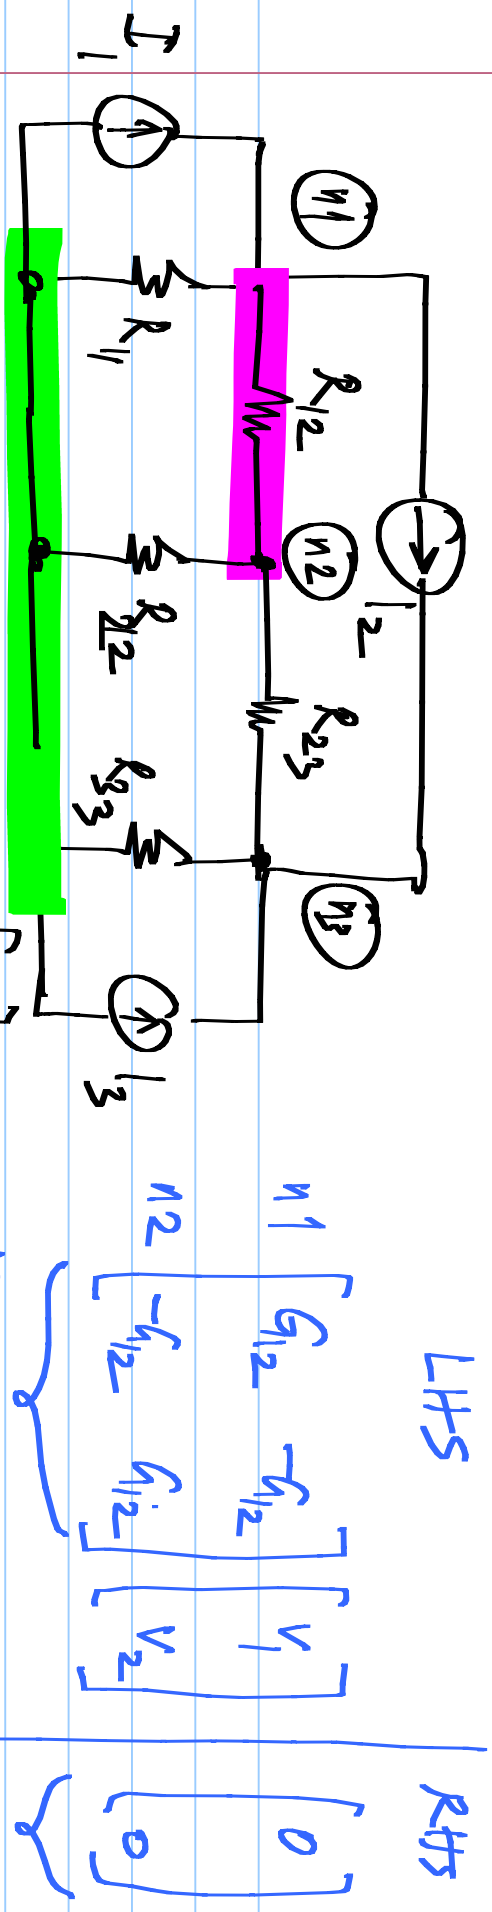 I2
LHS RHS
n1 n2 n3
R12 R23
n1 [ G12 -G12 ] [ V1 ] [ 0 ]
I1 R11 R22 R33 I3
n2 [ -G12 G12 ] [ V2 ] [ 0 ]